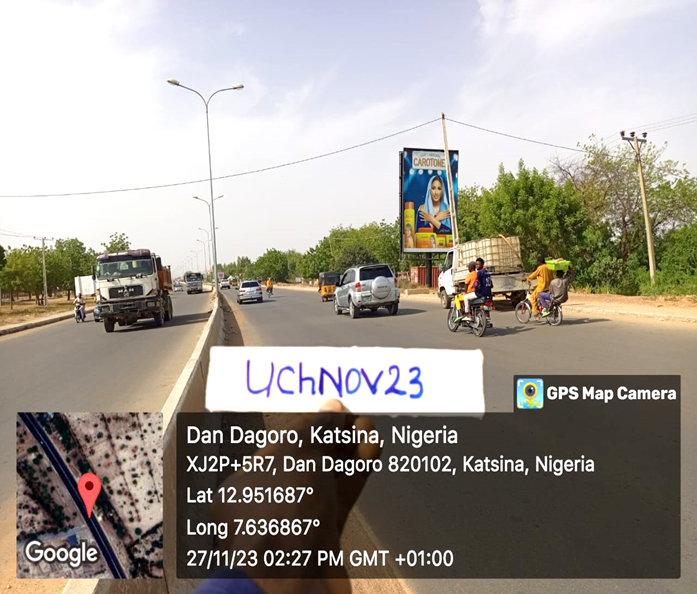 CAROTONE
UChNOV23
GPS Map Camera
Dan Dagoro, Katsina, Nigeria
XJ2P+5R7, Dan Dagoro 820102, Katsina, Nigeria
Lat 12.951687°
Long 7.636867°
27/11/23 02:27 PM GMT +01:00
Google